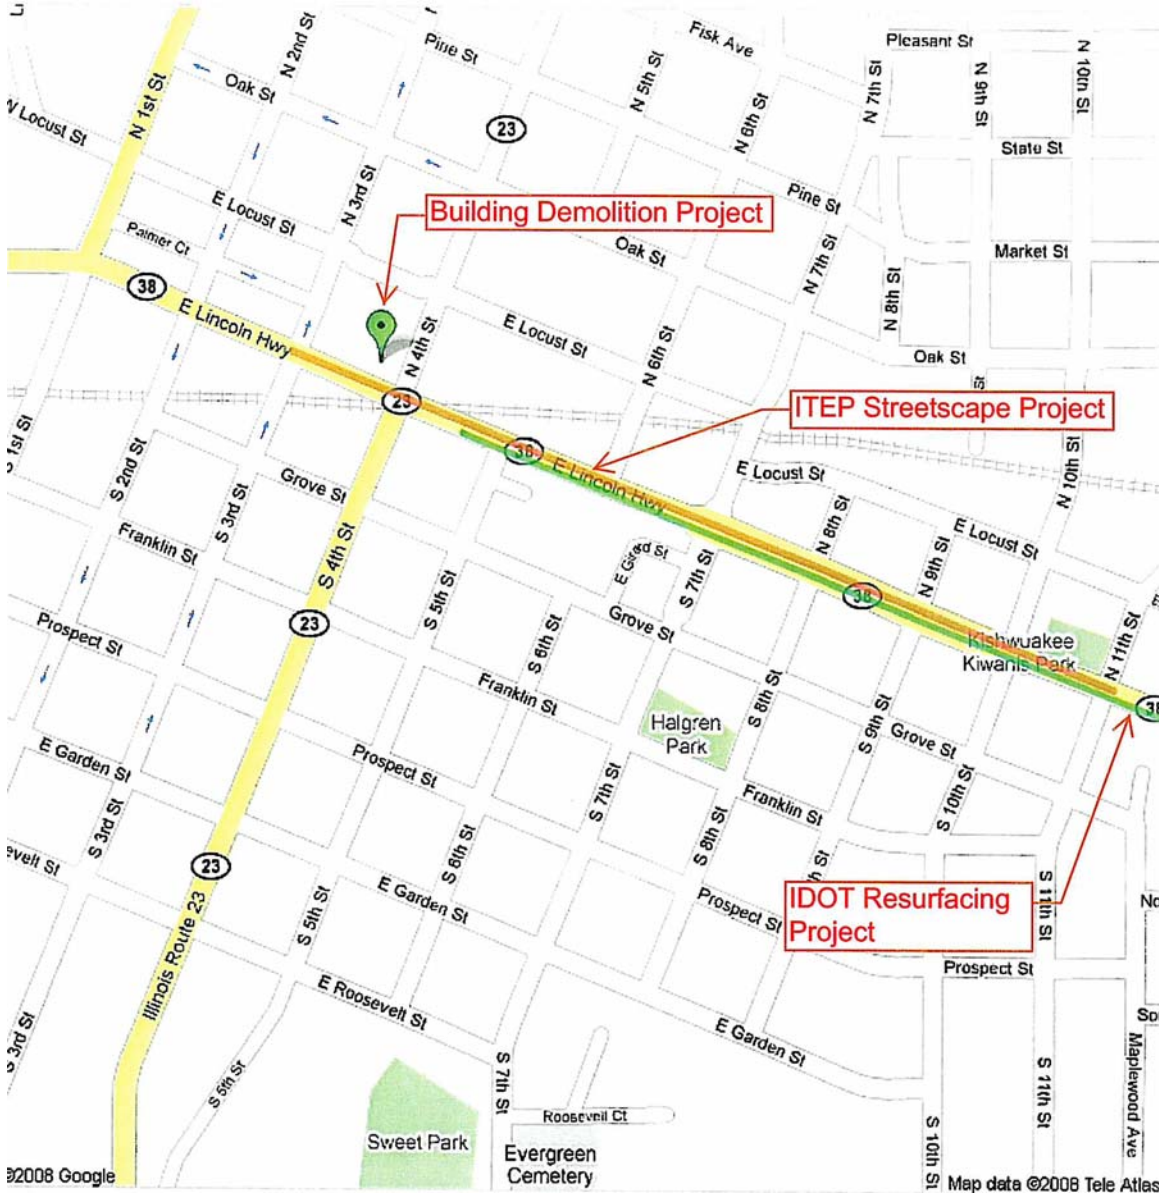 Fisk Ave
Pleasant St
Pine St
N 2nd St
N 5th St
N 7th St
N 10th St
N 9th St
Oak St
N 1st St
W Locust St
23
N 6th St
State St
N 3rd St
Pine St
E Locust St
Building Demolition Project
Palmer Ct
Oak St
Market St
N 7th St
38
N 8th St
E Lincoln Hwy
N 4th St
E Locust St
N 6th St
Oak St
St
23
ITEP Streetscape Project
S 1st St
38
E Lincoln Hwy
E Locust St
N 10th St
S 2nd St
Grove St
S 3rd St
Franklin St
S 4th St
N 9th St
E Locust St
S 7th St
S 5th St
38
Prospect St
23
Grove St
Kishwuakee
Kiwanis Park
N 11th St
S 6th St
Franklin St
S 8th St
38
Halgren
Park
S 9th St
Grove St
E Garden St
Prospect St
S 7th St
S 10th St
Franklin St
S 3rd St
S 8th St
S 6th St
23
E Garden St
Prospect St
IDOT Resurfacing
Project
S 11th St
S 5th St
Illinois Route 23
Prospect St
E Roosevelt St
E Garden St
S 3rd St
S 5th St
S 7th St
S 11th St
Maplewood Ave
Roosevelt Ct
Sweet Park
Evergreen
Cemetery
S 10th St
©2008 Google
Map data ©2008 Tele Atlas